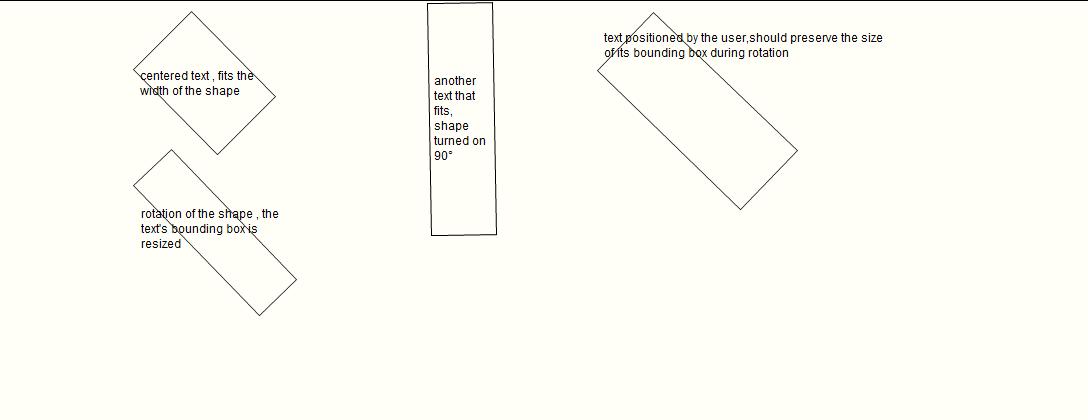 centered text , fits the
width of the shape
another
text that
fits,
shape
turned on
90°
text positioned by the user,should preserve the size
of its bounding box during rotation
rotation of the shape , the
text's bounding box is
resized